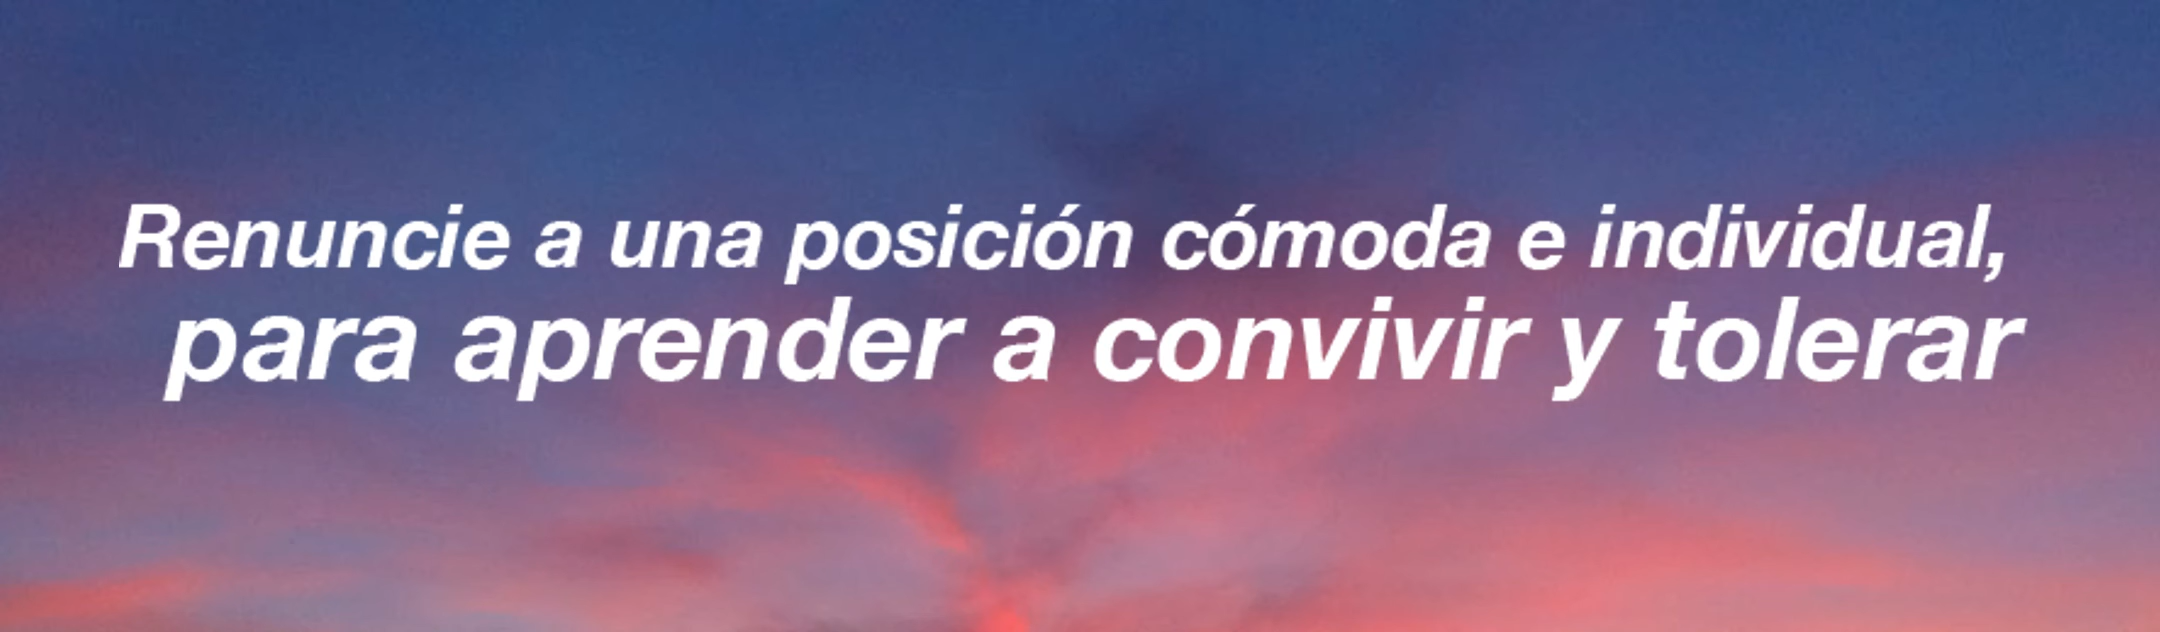 Renuncie a una posición cómoda e individual,
para aprender a convivir y tolerar